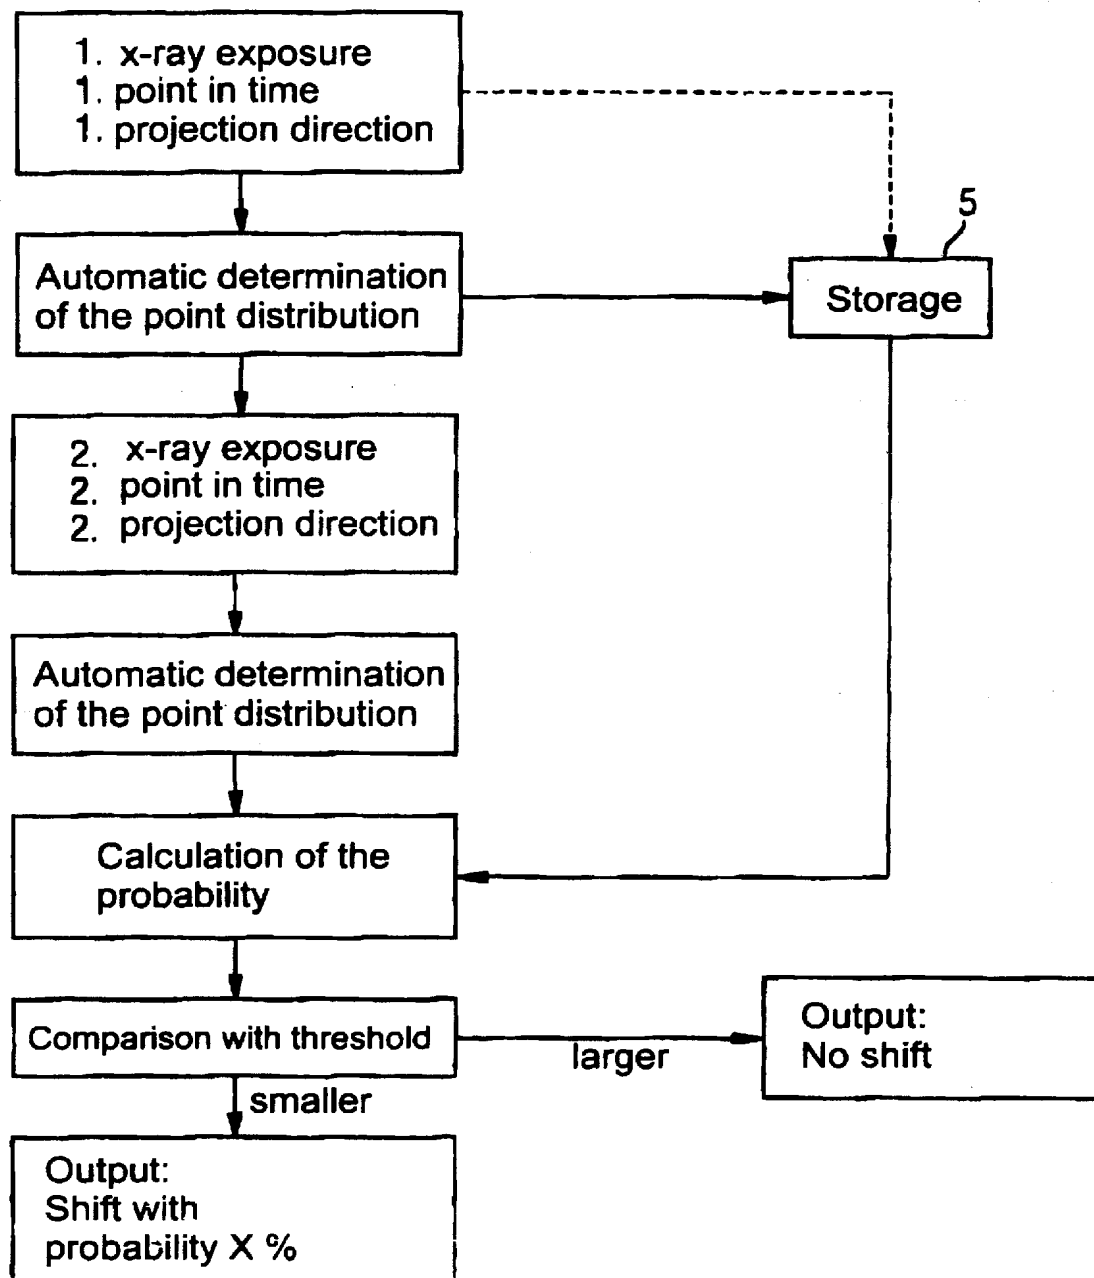 1. x-ray exposure
1. point in time
1. projection direction
5
Automatic determination
of the point distribution
Storage
2. x-ray exposure
2. point in time
2. projection direction
Automatic determination
of the point distribution
Calculation of the
probability
Comparison with threshold
larger
Output:
No shift
smaller
Output:
Shift with
probability X %